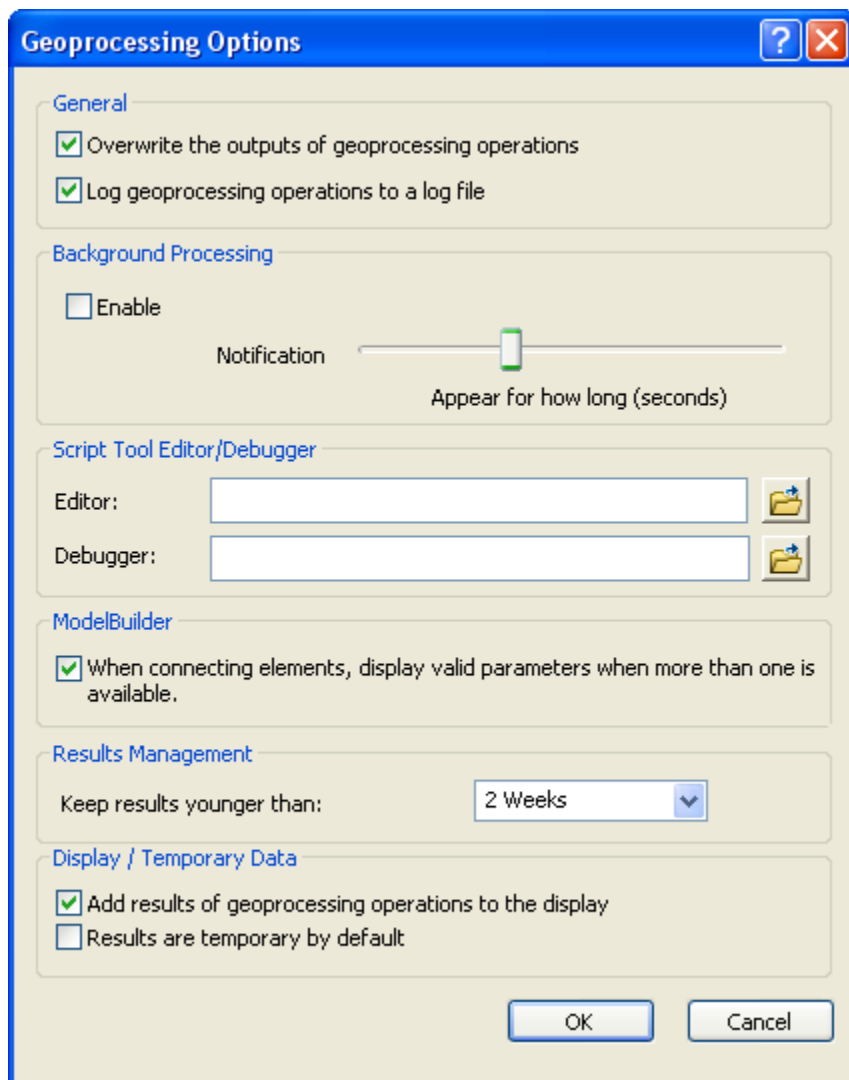 Geoprocessing Options
General
Overwrite the outputs of geoprocessing operations
Log geoprocessing operations to a log file
Background Processing
Enable
Notification
Appear for how long (seconds)
Script Tool Editor/Debugger
Editor:
Debugger:
ModelBuilder
When connecting elements, display valid parameters when more than one is
available.
Results Management
Keep results younger than:
2 Weeks
Display / Temporary Data
Add results of geoprocessing operations to the display
Results are temporary by default
OK
Cancel